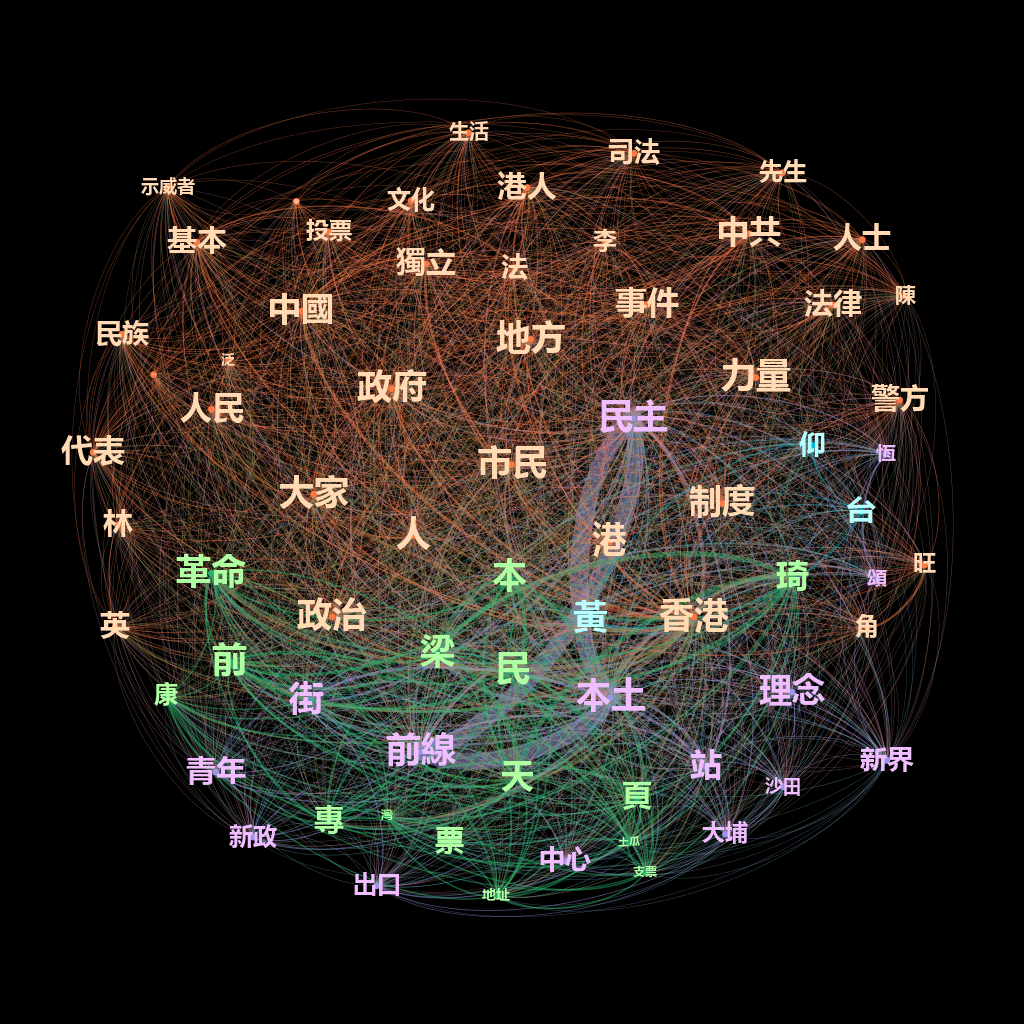 生活
司法
先生
示威者
文化
港人
基本
投票
李
中共
人士
獨立
法
中國
事件
法律
陳
民族
地方
泛
政府
力量
人民
民主
警方
代表
市民
仰
恆
大家
制度
台
林
人
港
旺
革命
本
琦
頌
英
政治
黃
香港
角
前
梁
民
康
街
本土
理念
前線
站
新界
青年
天
沙田
專
灣
頁
新政
票
土瓜
大埔
中心
支票
出口
地址